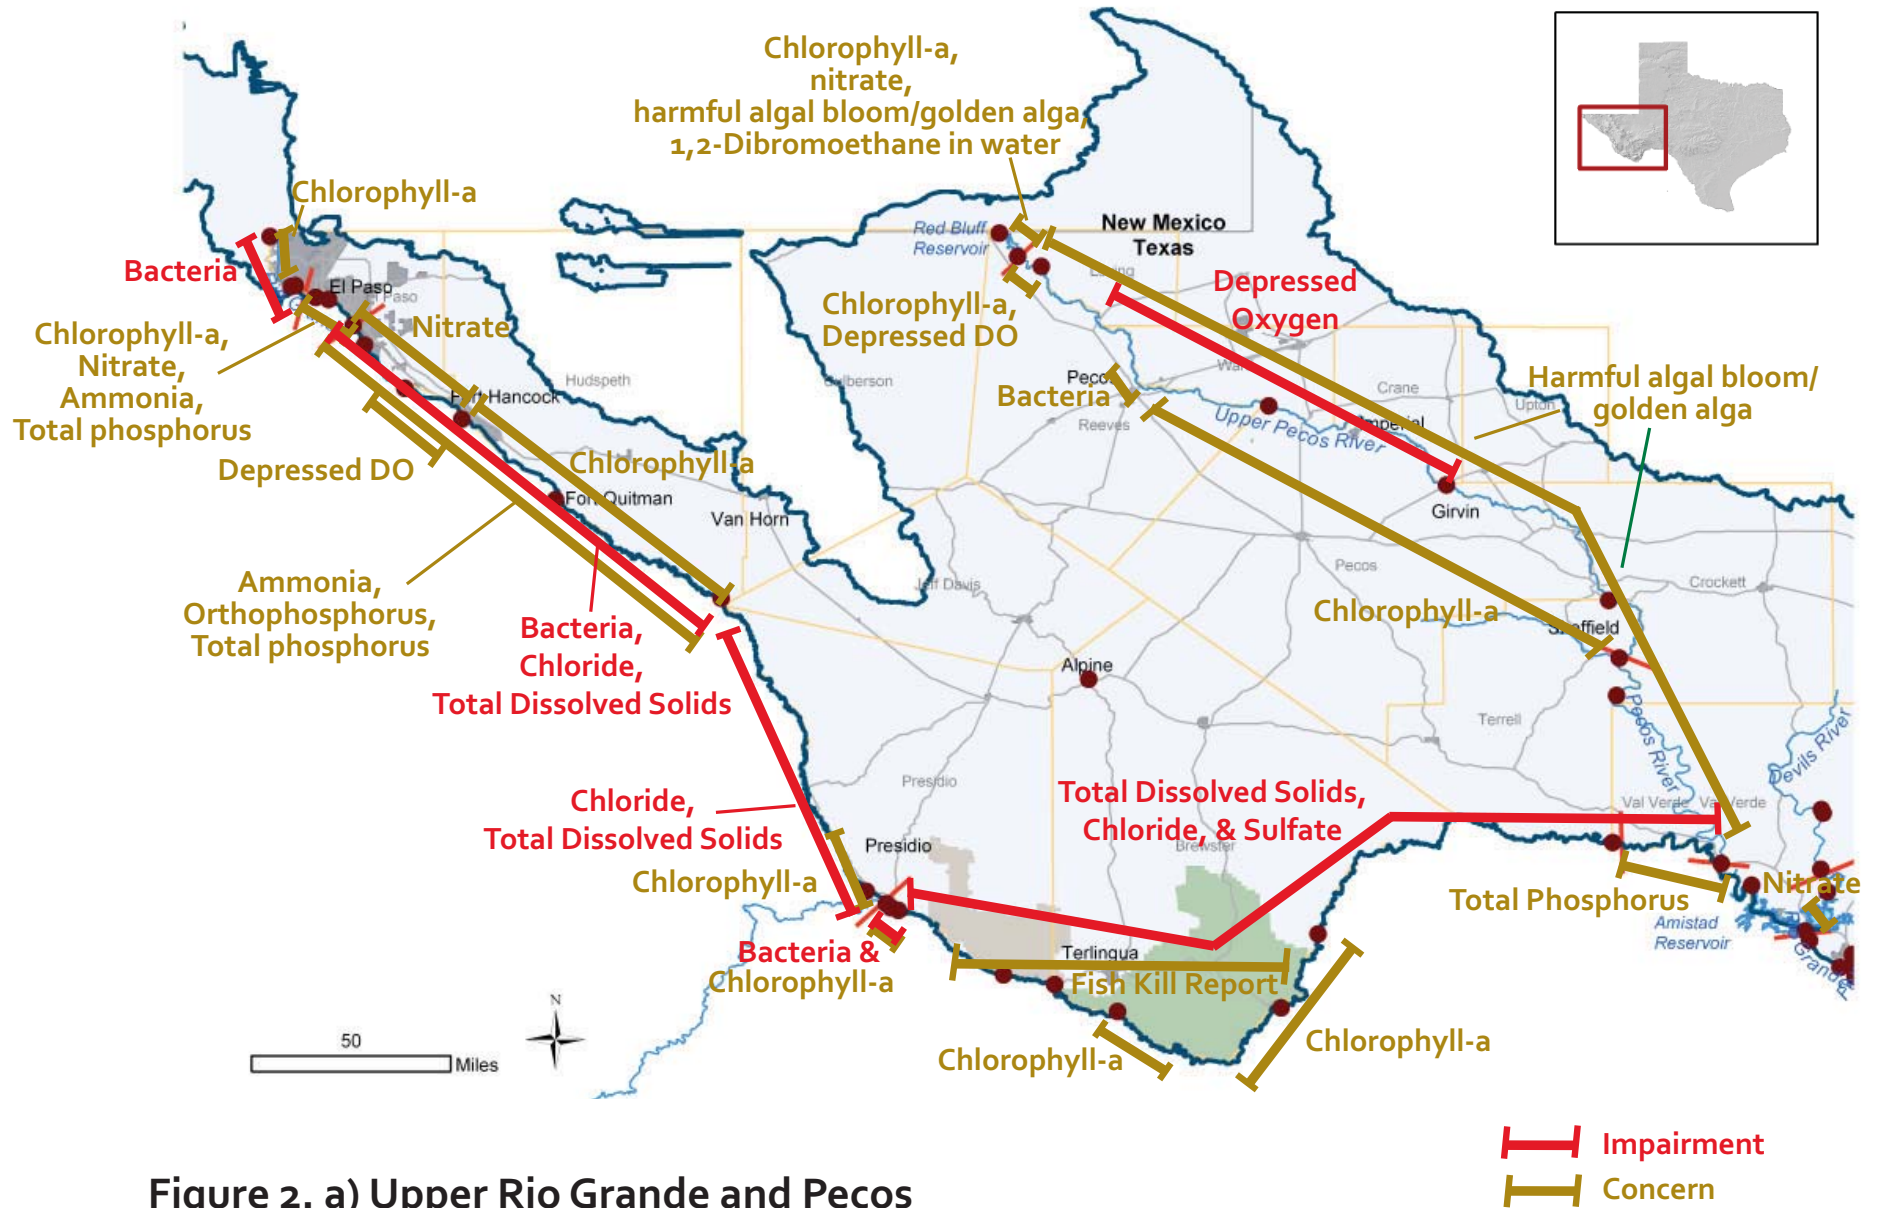 Chlorophyll-a,
nitrate,
harmful algal bloom/golden alga,
1,2-Dibromoethane in water
Chlorophyll-a
Red Bluff
Reservoir
New Mexico
Texas
Bacteria
Loving
Depressed
Oxygen
El Paso
El Paso
Chlorophyll-a,
Depressed DO
Nitrate
Chlorophyll-a,
Nitrate,
Ammonia,
Total phosphorus
Hudspeth
Culberson
Pecos
Bacteria
Crane
Upton
Harmful algal bloom/
golden alga
Fort Hancock
Reeves
Upper Pecos River
Imperial
Depressed DO
Chlorophyll-a
Fort Quitman
Van Horn
Girvin
Pecos
Jeff Davis
Crockett
Ammonia,
Orthophosphorus,
Total phosphorus
Chlorophyll-a
Sheffield
Bacteria,
Chloride,
Total Dissolved Solids
Alpine
Terrell
Pecos River
Devils River
Presidio
Total Dissolved Solids,
Chloride, & Sulfate
Val Verde
Val Verde
Chloride,
Total Dissolved Solids
Presidio
Brewster
Chlorophyll-a
Total Phosphorus
Nitrate
Amistad
Reservoir
Grande
Bacteria &
Chlorophyll-a
Terlingua
Fish Kill Report
Chlorophyll-a
Chlorophyll-a
N
50
Miles
Impairment
Concern
Figure 2. a) Upper Rio Grande and Pecos